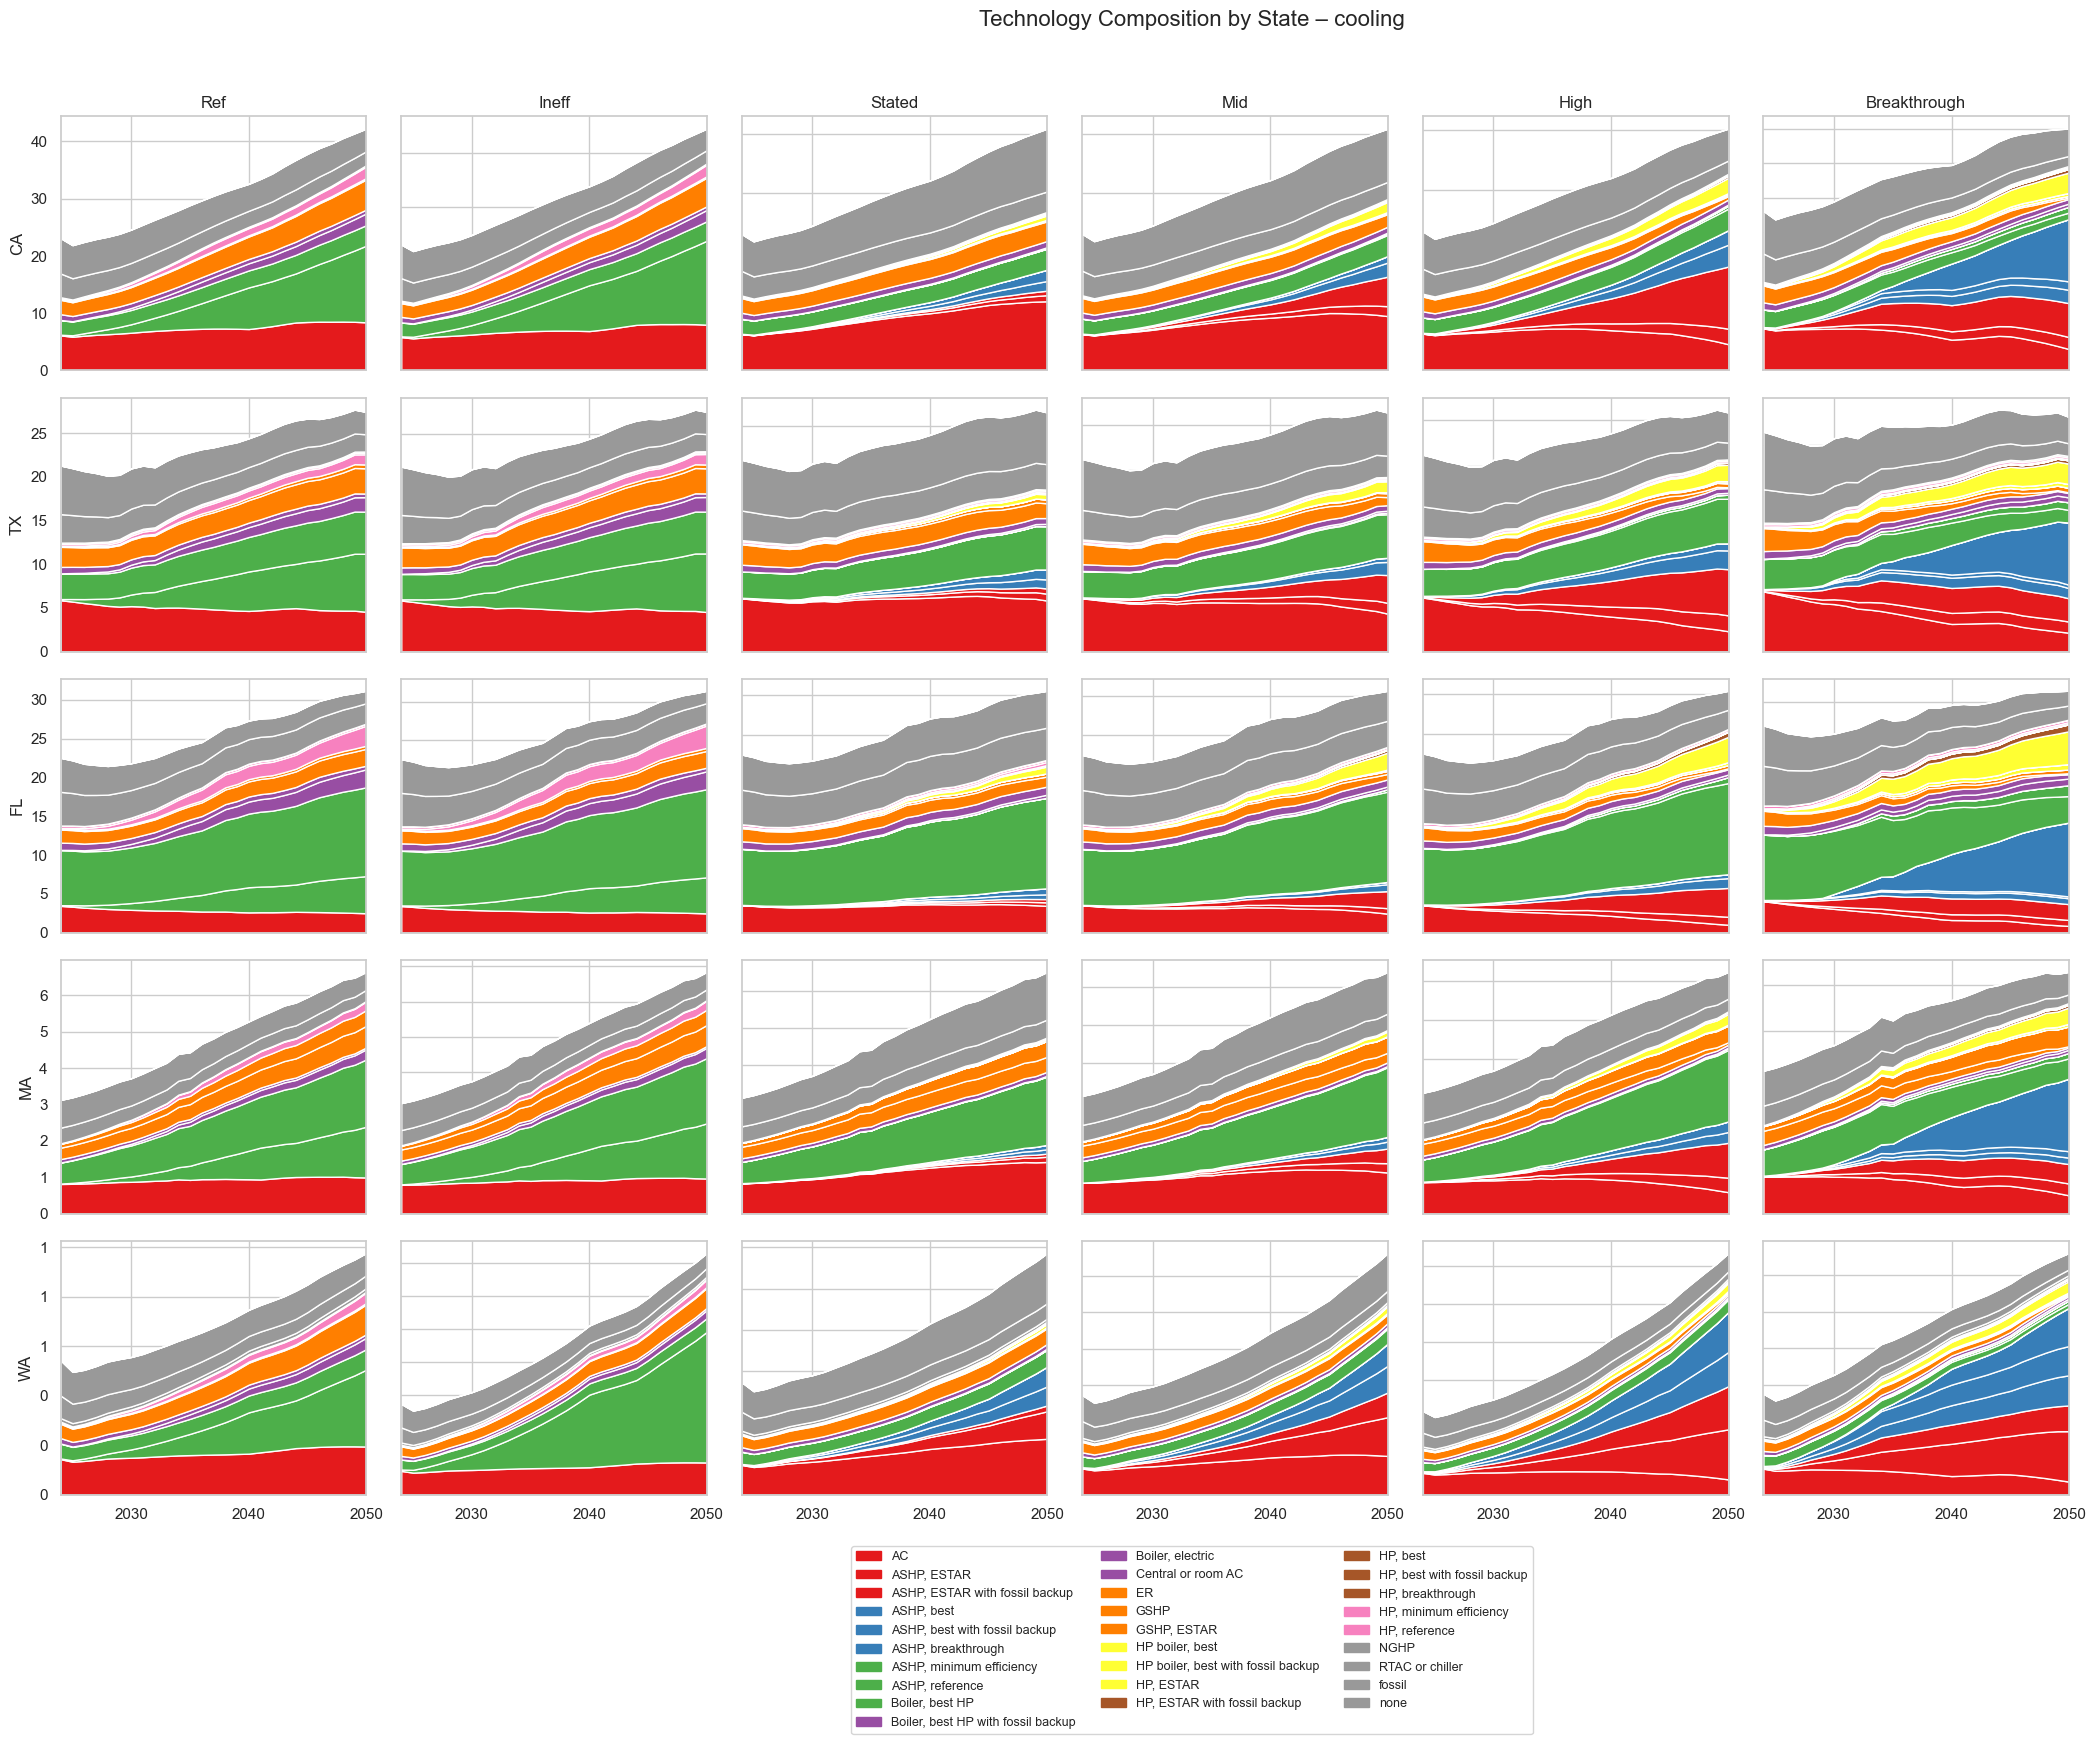 Technology Composition by State – cooling
Ref Ineff Stated Mid High Breakthrough
CA
40
30
20
10
0
TX
25
20
15
10
5
0
FL
30
25
20
15
10
5
0
MA
6
5
4
3
2
1
0
WA
1
1
1
0
0
0
2030 2040 2050 2030 2040 2050 2030 2040 2050 2030 2040 2050 2030 2040 2050 2030 2040 2050
AC
ASHP, ESTAR
ASHP, ESTAR with fossil backup
ASHP, best
ASHP, best with fossil backup
ASHP, breakthrough
ASHP, minimum efficiency
ASHP, reference
Boiler, best HP
Boiler, best HP with fossil backup
Boiler, electric
Central or room AC
ER
GSHP
GSHP, ESTAR
HP boiler, best
HP boiler, best with fossil backup
HP, ESTAR
HP, ESTAR with fossil backup
HP, best
HP, best with fossil backup
HP, breakthrough
HP, minimum efficiency
HP, reference
NGHP
RTAC or chiller
fossil
none